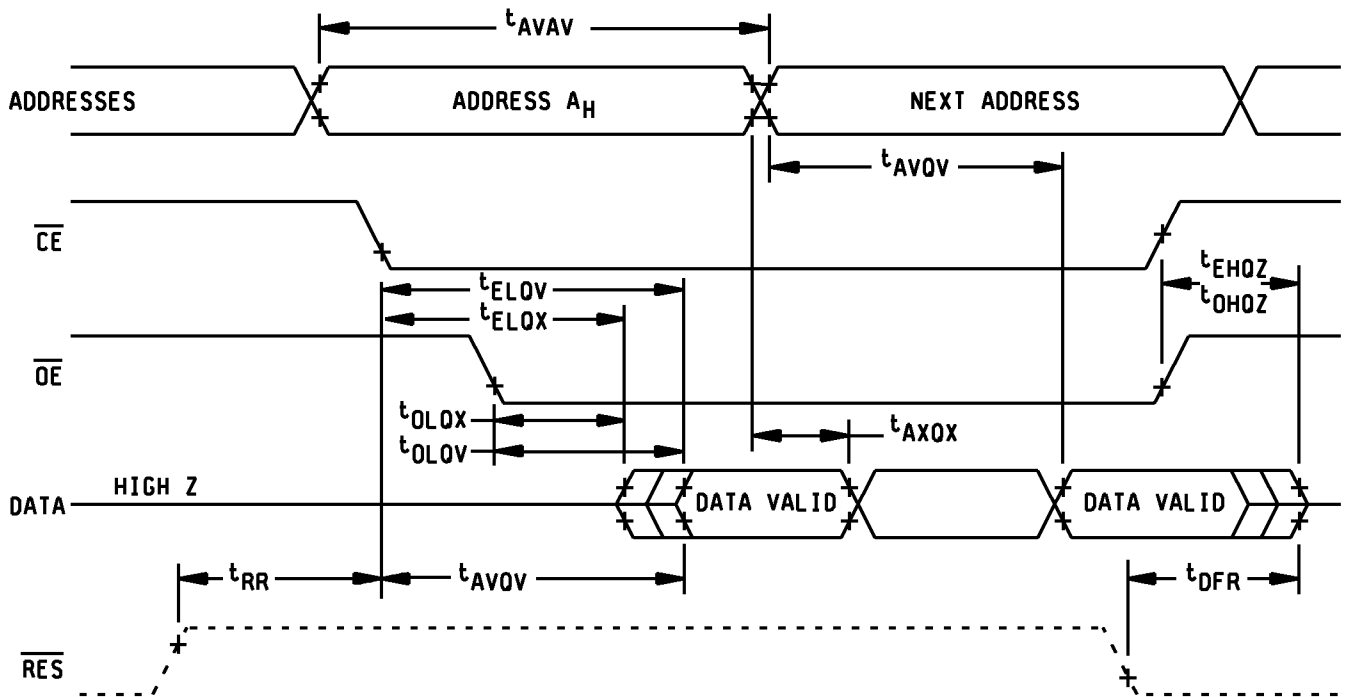 tAVAV
ADDRESSES
ADDRESS AH
NEXT ADDRESS
tAVQV
CE
tELQV
tEHQZ
tELQX
tOHQZ
OE
tOLQX
tAXQX
tOLQV
HIGH Z
DATA
DATA VALID
DATA VALID
tRR
tAVQV
tDFR
RES